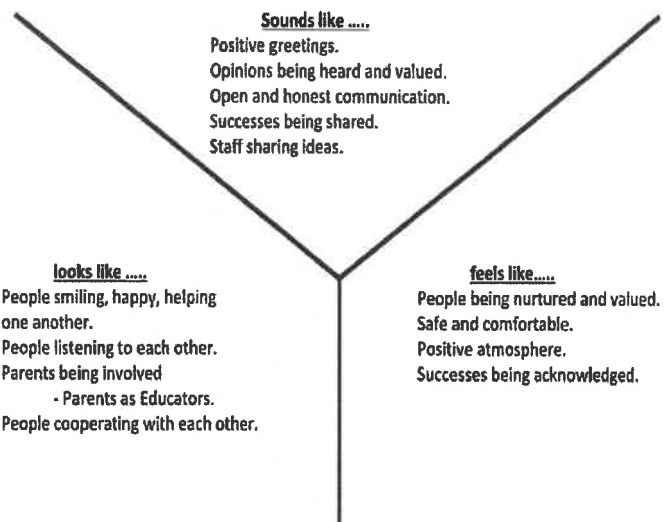 Sounds like .....
Positive greetings.
Opinions being heard and valued.
Open and honest communication.
Successes being shared.
Staff sharing ideas.
looks like .....
People smiling, happy, helping
one another.
People listening to each other.
Parents being involved
- Parents as Educators.
People cooperating with each other.
feels like.....
People being nurtured and valued.
Safe and comfortable.
Positive atmosphere.
Successes being acknowledged.